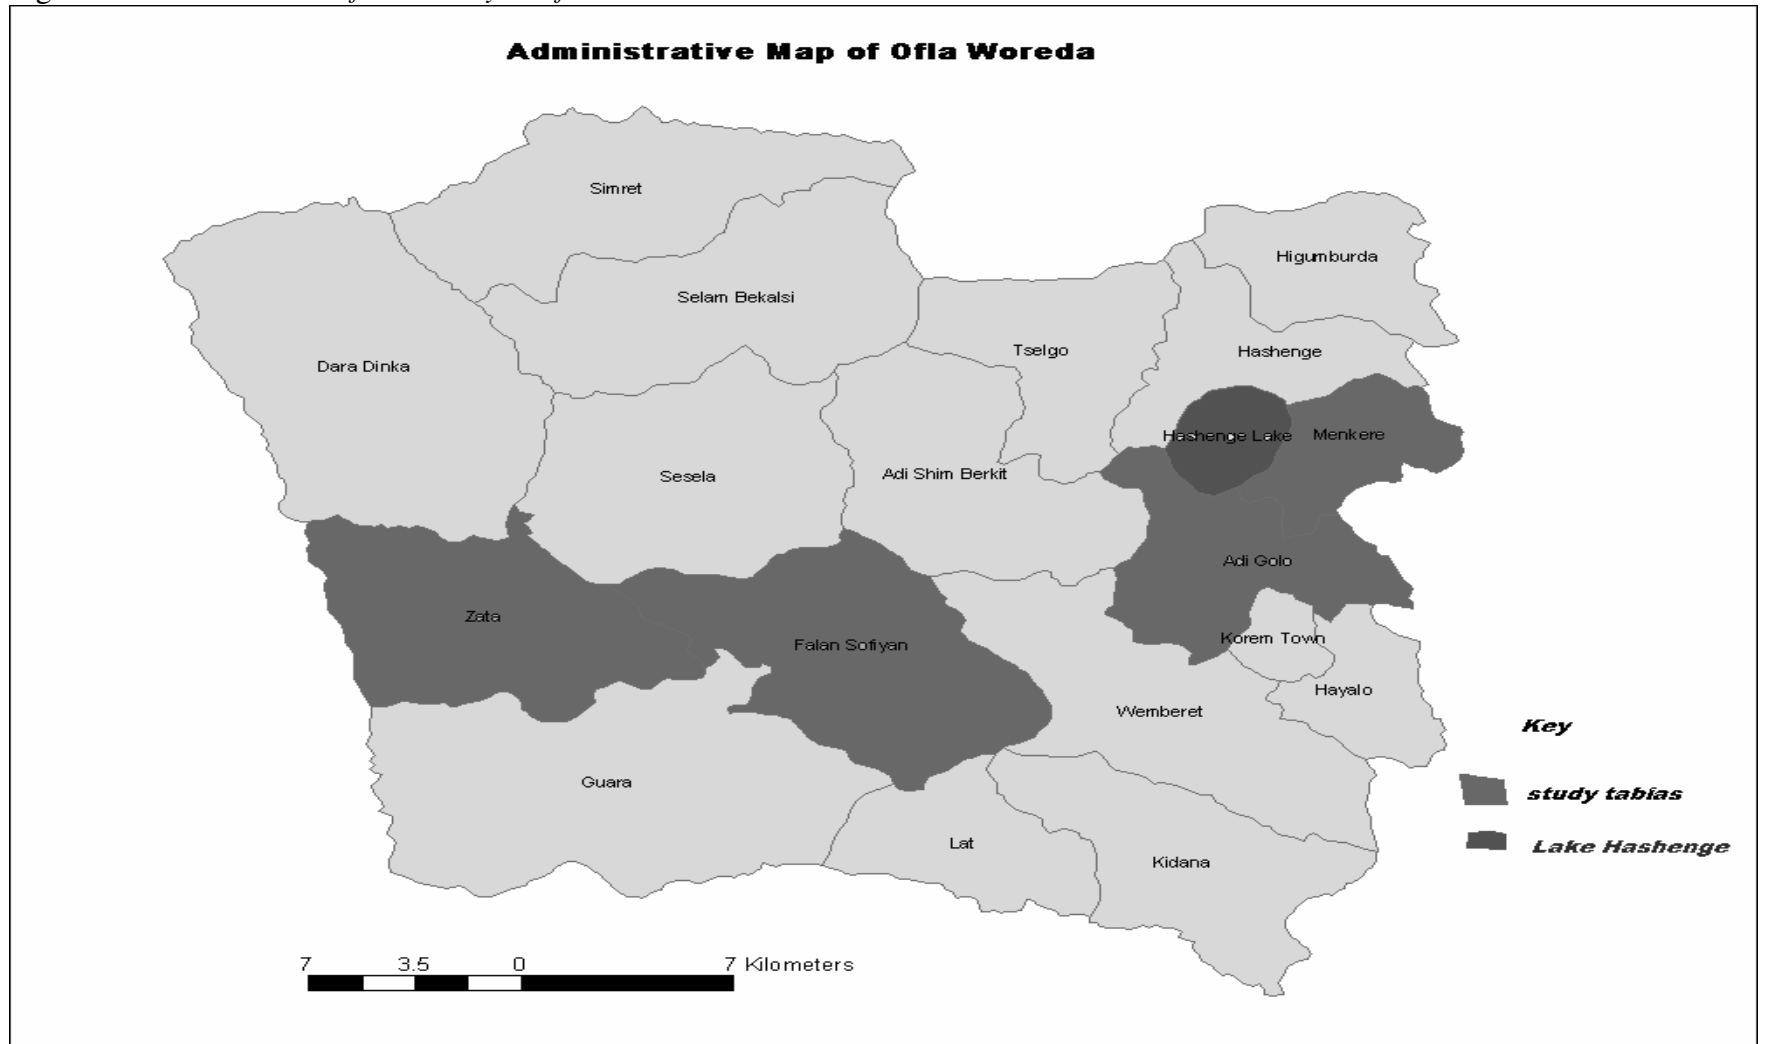 Administrative Map of Ofla Woreda
Simret
Higumburda
Selam Bekalsi
Tselgo
Hashenge
Dara Dinka
Hashenge Lake
Menkere
Sesela
Adi Shim Berkit
Adi Golo
Zata
Falan Sofiyan
Korem Town
Hayalo
Wemberet
Key
Guara
study tabias
Lat
Lake Hashenge
Kidana
7 3.5 0 7 Kilometers